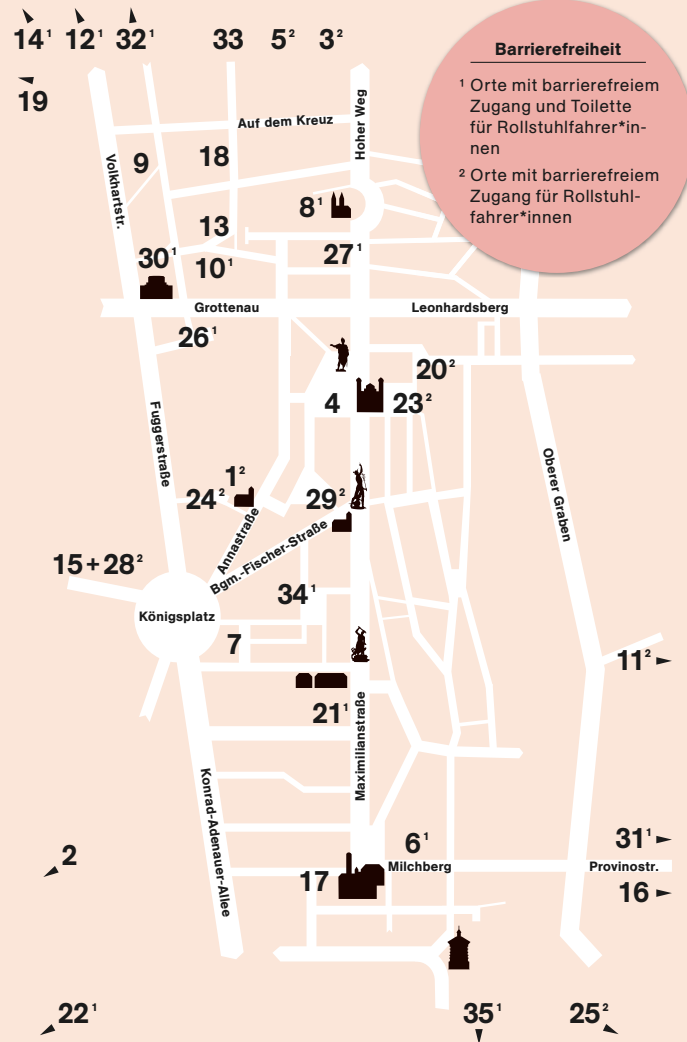 14¹ 12¹ 32¹ 33 5² 3²
19
Barrierefreiheit
¹ Orte mit barrierefreiem
Zugang und Toilette
für Rollstuhlfahrer*in-
nen
² Orte mit barrierefreiem
Zugang für Rollstuhl-
fahrer*innen
Auf dem Kreuz
Hoher Weg
Volkhartstr.
9
18
8¹
13
27¹
30¹
10¹
Grottenau
Leonhardsberg
26¹
20²
4
23²
Fuggerstraße
Oberer Graben
1²
24²
29²
Annastraße
Bgm.-Fischer-Straße
15 + 28²
34¹
Königsplatz
7
11²
21¹
Maximilianstraße
Konrad-Adenauer-Allee
6¹
31¹
2
Milchberg
Provinostr.
17
16
22¹
35¹
25²